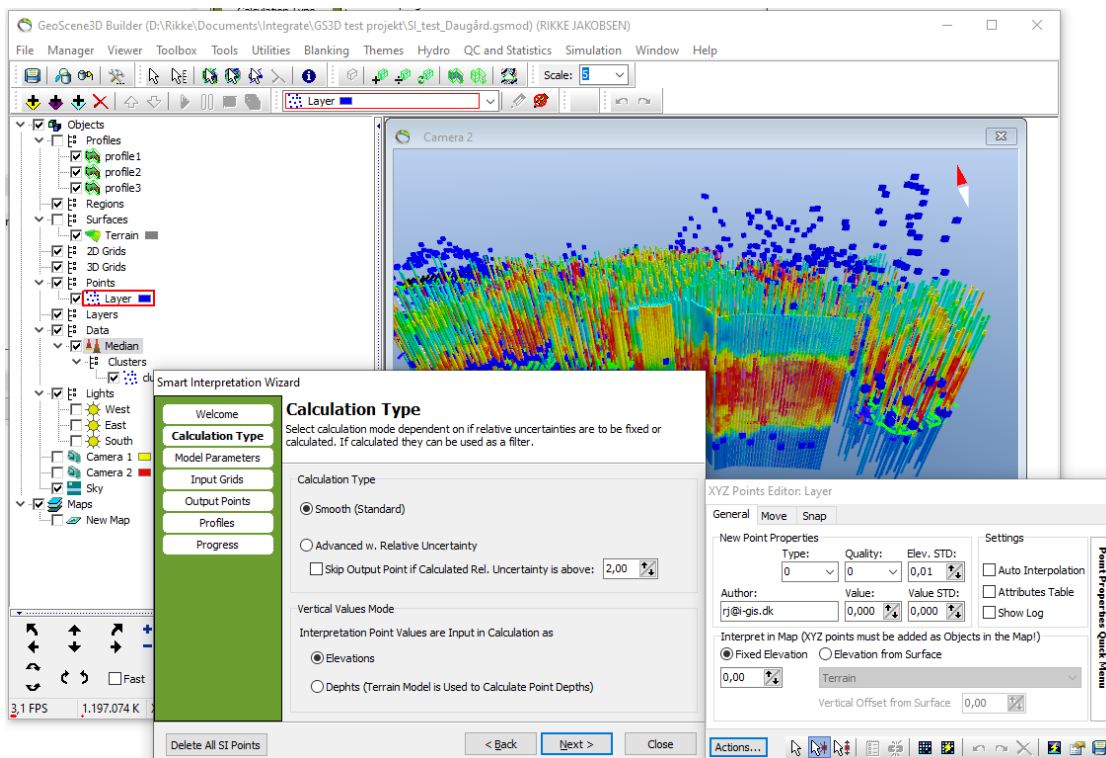 GeoScene3D Builder (D:\Rikke\Documents\Integrate\GS3D test projekt\SI_test_Daugård.gsmod) (RIKKE JAKOBSEN)
File Manager Viewer Toolbox Tools Utilities Blanking Themes Hydro QC and Statistics Simulation Window Help
Scale: 5
Layer
Objects
Profiles
profile1
profile2
profile3
Regions
Surfaces
Terrain
2D Grids
3D Grids
Points
Layer
Layers
Data
Median
Clusters
Lights
West
East
South
Camera 1
Camera 2
Sky
Maps
New Map
Fast
3,1 FPS 1.197.074 K
Camera 2
Smart Interpretation Wizard
Welcome
Calculation Type
Model Parameters
Input Grids
Output Points
Profiles
Progress
Delete All SI Points
Calculation Type
Select calculation mode dependent on if relative uncertainties are to be fixed or
calculated. If calculated they can be used as a filter.
Calculation Type
Smooth (Standard)
Advanced w. Relative Uncertainty
Skip Output Point if Calculated Rel. Uncertainty is above: 2,00
Vertical Values Mode
Interpretation Point Values are Input in Calculation as
Elevations
Dephts (Terrain Model is Used to Calculate Point Depths)
< Back Next > Close
XYZ Points Editor: Layer
General Move Snap
New Point Properties
Type: Quality: Elev. STD:
0 0 0,01
Author: Value: Value STD:
rj@i-gis.dk 0,000 0,000
Settings
Auto Interpolation
Attributes Table
Show Log
Interpret in Map (XYZ points must be added as Objects in the Map!)
Fixed Elevation Elevation from Surface
0,00 Terrain
Vertical Offset from Surface 0,00
Actions...
Point Properties Quick Menu